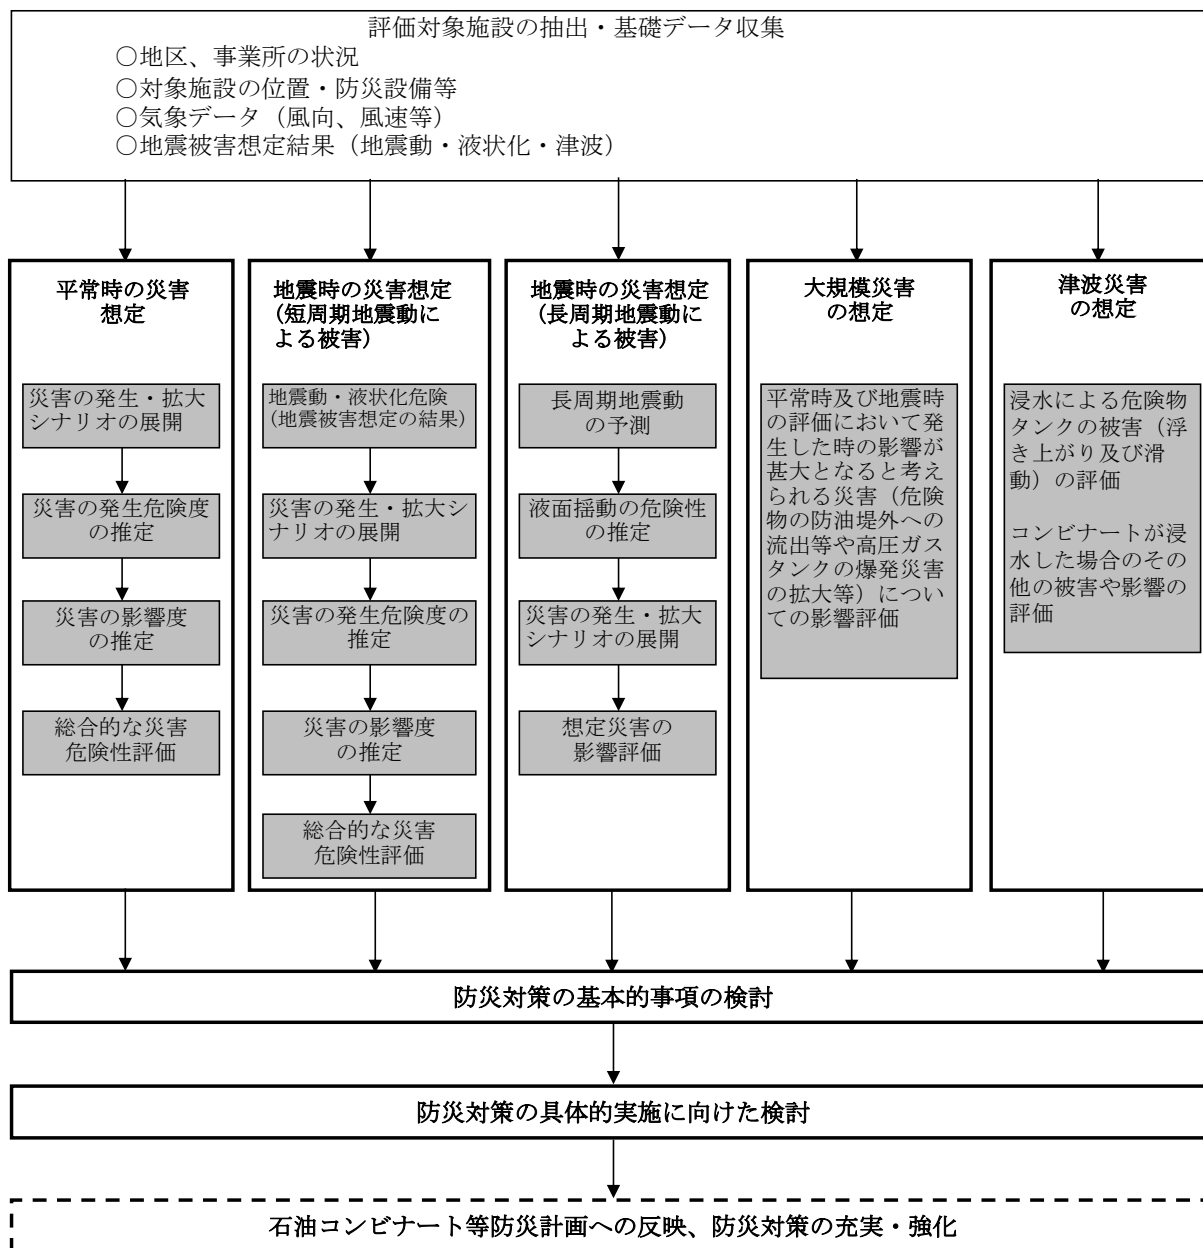 評価対象施設の抽出・基礎データ収集
○地区、事業所の状況
○対象施設の位置・防災設備等
○気象データ（風向、風速等）
○地震被害想定結果（地震動・液状化・津波）
平常時の災害
想定
災害の発生・拡大
シナリオの展開
災害の発生危険度
の推定
災害の影響度
の推定
総合的な災害
危険性評価
地震時の災害想定
(短周期地震動に
よる被害)
地震動・液状化危険
(地震被害想定の結果)
災害の発生・拡大シ
ナリオの展開
災害の発生危険度の
推定
災害の影響度
の推定
総合的な災害
危険性評価
地震時の災害想定
(長周期地震動に
よる被害)
長周期地震動
の予測
液面揺動の危険性
の推定
災害の発生・拡大
シナリオの展開
想定災害の
影響評価
大規模災害
の想定
平常時及び地震時
の評価において発
生した時の影響が
甚大となると考え
られる災害（危険
物の防油堤外への
流出等や高圧ガス
タンクの爆発災害
の拡大等）につい
ての影響評価
津波災害
の想定
浸水による危険物
タンクの被害（浮
き上がり及び滑
動）の評価
コンビナートが浸
水した場合のその
他の被害や影響の
評価
防災対策の基本的事項の検討
防災対策の具体的実施に向けた検討
石油コンビナート等防災計画への反映、防災対策の充実・強化